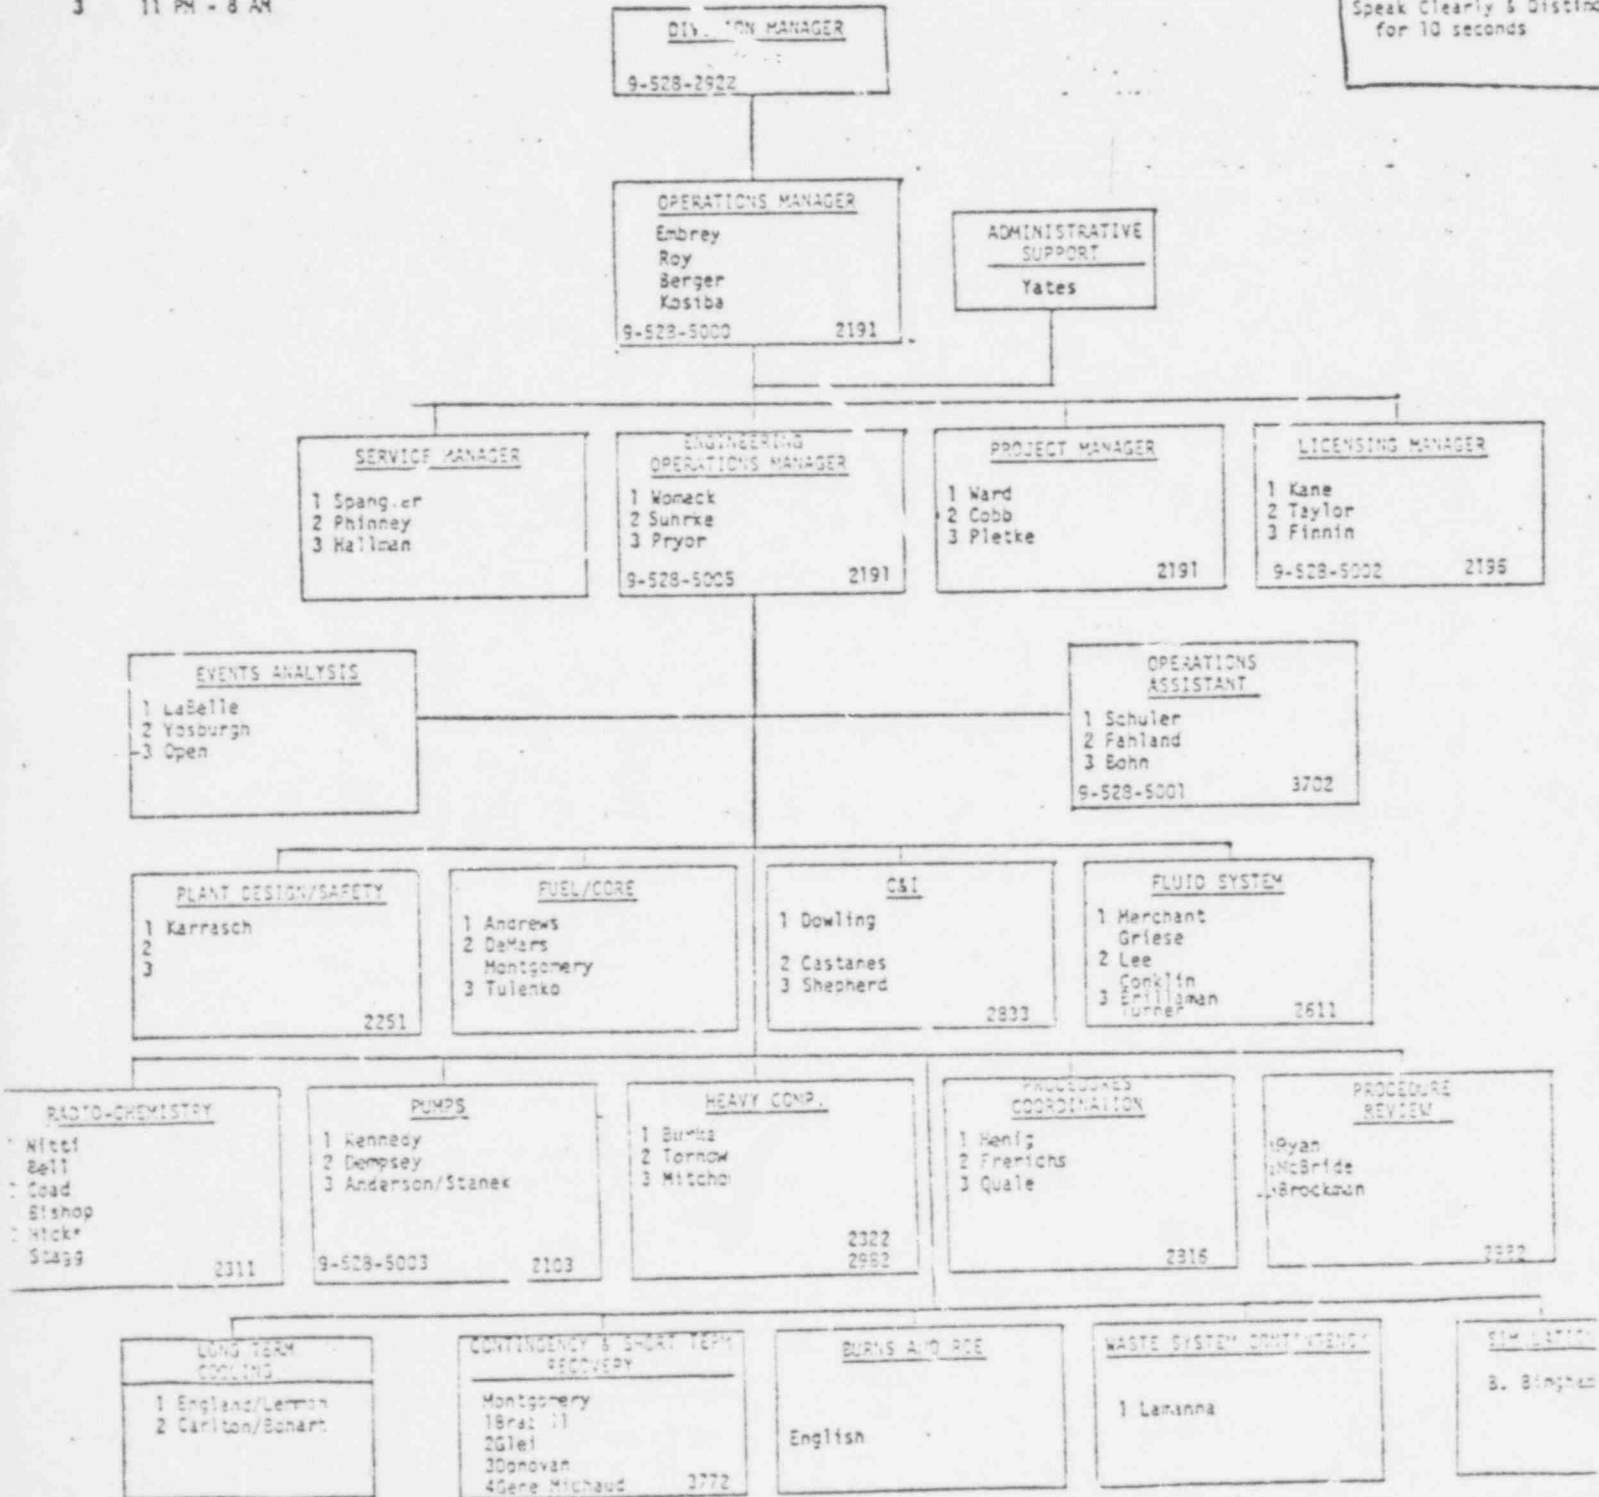 3 11 PM - 8 AM
Speak Clearly &
for 10 seconds
MANAGER
9-528-2922
OPERATIONS MANAGER
Embrey
Roy
Berger
Kosiba
9-528-5000 2191
ADMINISTRATIVE
SUPPORT
Yates
SERVICE MANAGER
1
2 Phinney
3 Hallman
ENGINEERING
OPERATIONS MANAGER
1 Womack
2 Suhrke
3 Pryor
9-528-5005 2191
PROJECT MANAGER
1 Ward
2 Cobb
3 Pletke
2191
LICENSING MANAGER
1 Kane
2 Taylor
3 Finnin
9-528-5002 2195
EVENTS ANALYSIS
1 LaBelle
2 Vosburgh
3 Open
OPERATIONS
ASSISTANT
1 Schuler
2 Fahland
3 Bohn
9-528-5001 3702
PLANT DESIGN/SAFETY
1 Karrasch
2
3
2251
FUEL/CORE
1 Andrews
2 DeMars
Montgomery
3 Tulenko
C&I
1 Dowling
2 Castanes
3 Shepherd
2833
FLUID SYSTEM
1 Merchant
Griese
2 Lee
Conklin
3
Turner 2611
RADIO-CHEMISTRY
Nitti
Bell
Coad
Bishop
Stagg 2311
PUMPS
1 Kennedy
2 Dempsey
3 Anderson/Stanek
9-528-5003 2103
HEAVY COMP.
1
2 Tornow
3
2322
2982
PROCEDURES
COORDINATION
1 Henig
2 Frerichs
3 Quale
2816
PROCEDURE
REVIEW
Ryan
McBride
Brockman
LONG TERM
COOLING
1 England/Lemmon
2 Carlton/Bohart
CONTINGENCY & SHORT TERM
RECOVERY
Montgomery
2Glei
3Donovan
4Gene Michaud 3772
BURNS AND ROE
English
WASTE SYSTEM CONTINGENCY
1 Lamanna
B.